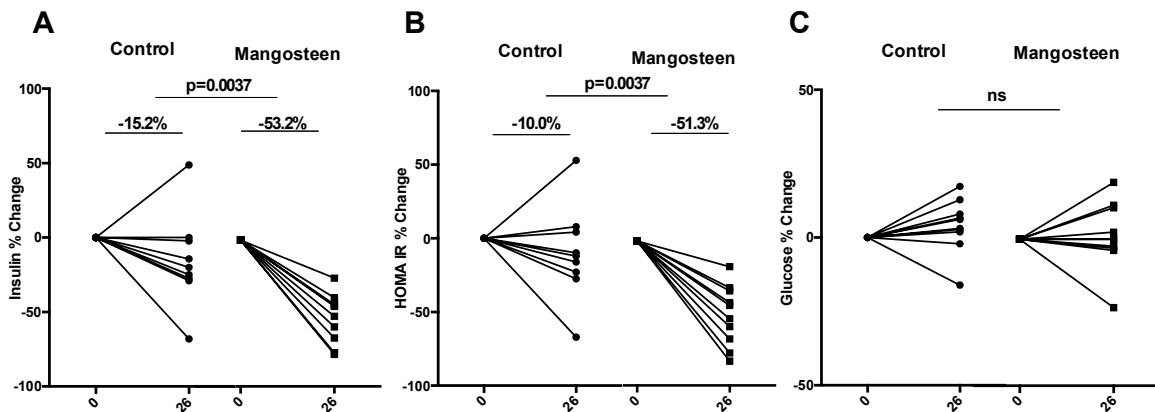 A
Control
Mangosteen
p=0.0037
-15.2%
-53.2%
100
50
0
-50
-100
Insulin % Change
0
26
0
26
B
Control
Mangosteen
p=0.0037
-10.0%
-51.3%
100
50
0
-50
-100
HOMA IR % Change
0
26
0
26
C
Control
Mangosteen
ns
50
0
-50
Glucose % Change
0
26
0
26